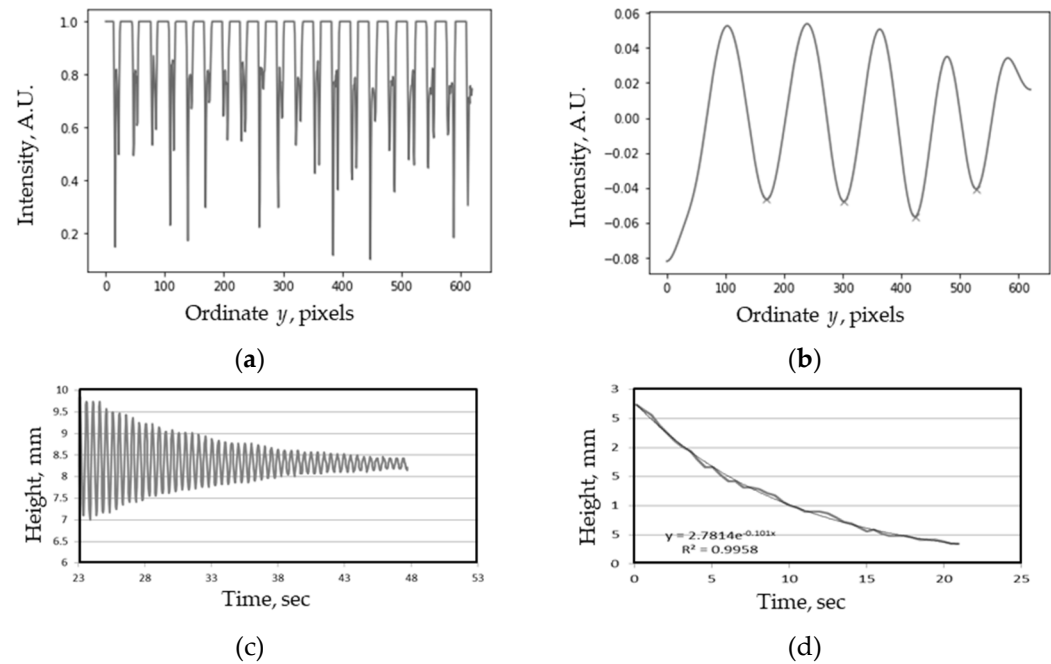 1.0
0.8
0.6
0.4
0.2
Intensity, A.U.
0 100 200 300 400 500 600
Ordinate y, pixels
(a)
0.06
0.04
0.02
0.00
−0.02
−0.04
−0.06
−0.08
Intensity, A.U.
0 100 200 300 400 500 600
Ordinate y, pixels
(b)
10
9.5
9
8.5
8
7.5
7
6.5
6
Height, mm
23 28 33 38 43 48 53
Time, sec
(c)
3
5
2
5
1
5
0
Height, mm
y = 2.7814e^-0.101x
R² = 0.9958
0 5 10 15 20 25
Time, sec
(d)